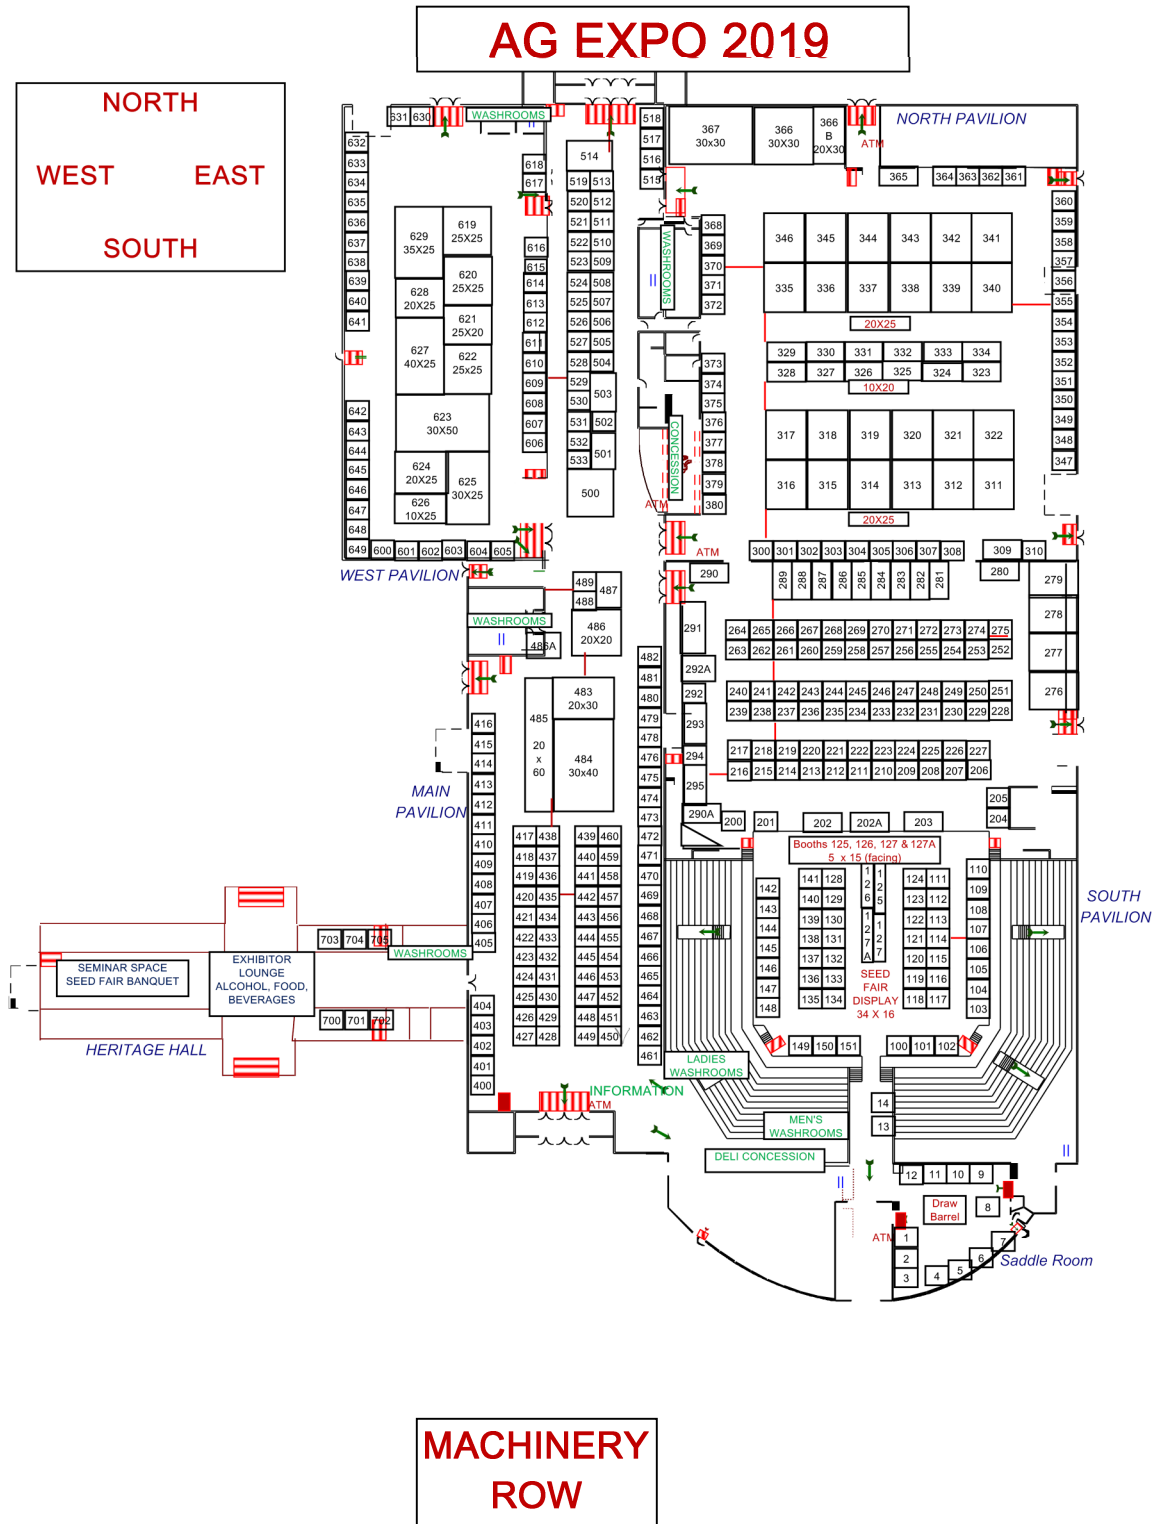 AG EXPO 2019
NORTH
WEST EAST
SOUTH
631 630
WASHROOMS
518
517
516
515
367
30x30
366
30X30
366
B
20X30
ATM
NORTH PAVILION
365
364 363 362 361
632
633
634
635
636
637
638
639
640
641
618
617
616
615
614
613
612
611
610
609
608
607
606
514
519 513
520 512
521 511
522 510
523 509
524 508
525 507
526 506
527 505
528 504
529
530
503
531 502
532
533
501
500
629
35X25
619
25X25
620
25X25
628
20X25
621
25X20
627
40X25
622
25x25
623
30X50
624
20X25
625
30X25
626
10X25
642
643
644
645
646
647
648
649
600 601 602 603 604 605
WEST PAVILION
WASHROOMS
368
369
370
371
372
373
374
375
376
377
378
379
380
CONCESSION
ATM
ATM
346 345 344 343 342 341
335 336 337 338 339 340
20X25
329 330 331 332 333 334
328 327 326 325 324 323
10X20
317 318 319 320 321 322
316 315 314 313 312 311
20X25
360
359
358
357
356
355
354
353
352
351
350
349
348
347
300 301 302 303 304 305 306 307 308
309 310
290
289 288 287 286 285 284 283 282 281
280
279
278
277
276
489
488
487
486
20X20
486A
WASHROOMS
291
292A
292
293
294
295
290A
264 265 266 267 268 269 270 271 272 273 274 275
263 262 261 260 259 258 257 256 255 254 253 252
240 241 242 243 244 245 246 247 248 249 250 251
239 238 237 236 235 234 233 232 231 230 229 228
217 218 219 220 221 222 223 224 225 226 227
216 215 214 213 212 211 210 209 208 207 206
205
204
200 201 202 202A 203
482
481
480
479
478
476
475
474
473
472
471
470
469
468
467
466
465
464
463
462
461
483
20x30
485
20
x
60
484
30x40
416
415
414
413
412
411
410
409
408
407
406
405
MAIN
PAVILION
417 438 439 460
418 437 440 459
419 436 441 458
420 435 442 457
421 434 443 456
422 433 444 455
423 432 445 454
424 431 446 453
425 430 447 452
426 429 448 451
427 428 449 450
404
403
402
401
400
Booths 125, 126, 127 & 127A
5 x 15 (facing)
142
143
144
145
146
147
148
141 128
140 129
139 130
138 131
137 132
136 133
135 134
126
125
127A
127
124 111
123 112
122 113
121 114
120 115
119 116
118 117
110
109
108
107
106
105
104
103
SEED
FAIR
DISPLAY
34 X 16
149 150 151
100 101 102
SOUTH
PAVILION
703 704 705
WASHROOMS
SEMINAR SPACE
SEED FAIR BANQUET
EXHIBITOR
LOUNGE
ALCOHOL, FOOD,
BEVERAGES
700 701 702
HERITAGE HALL
LADIES
WASHROOMS
INFORMATION
ATM
MEN'S
WASHROOMS
DELI CONCESSION
14
13
12 11 10 9
8
Draw
Barrel
ATM
1
2
3
4
5
6
7
Saddle Room
MACHINERY
ROW